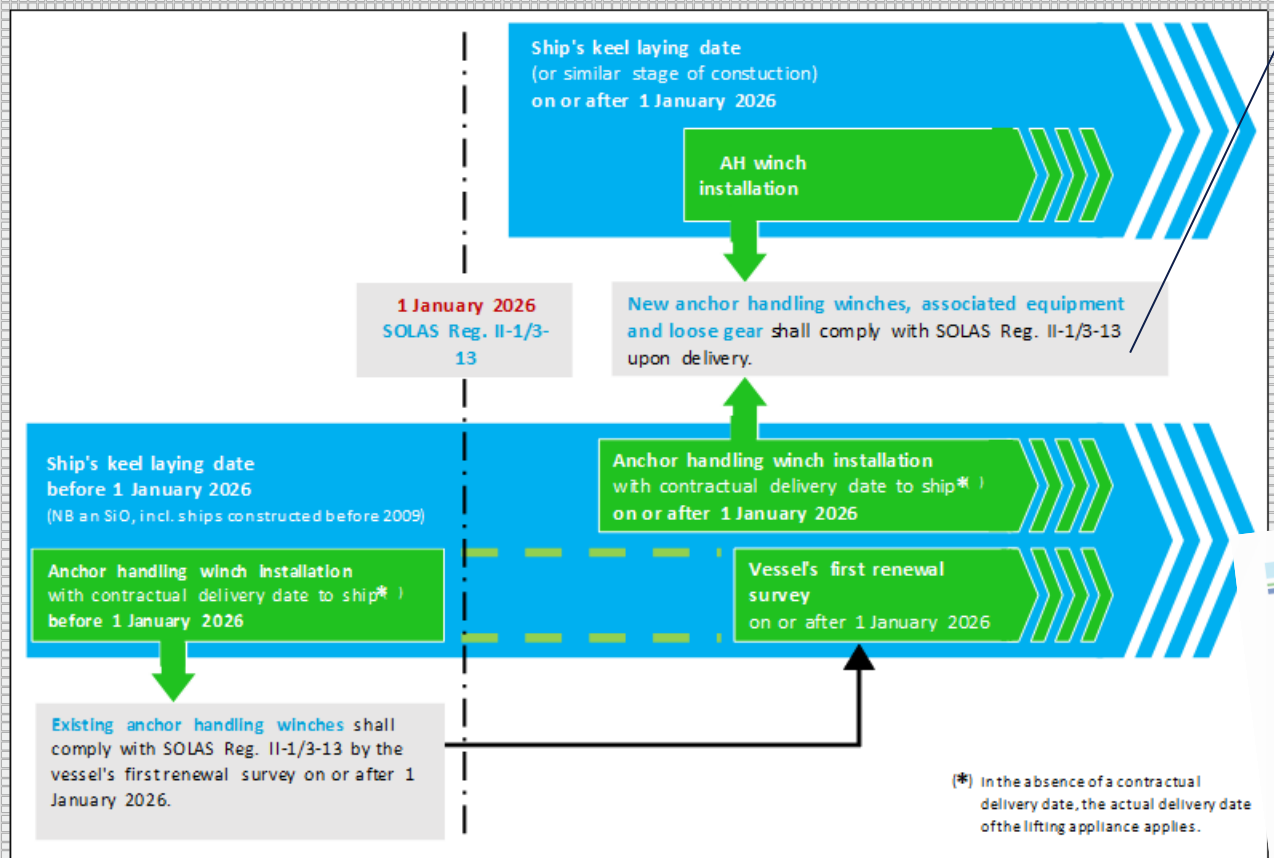 Ship's keel laying date
(or similar stage of constuction)
on or after 1 January 2026
AH winch
installation
1 January 2026
SOLAS Reg. II-1/3-
13
New anchor handling winches, associated equipment
and loose gear shall comply with SOLAS Reg. II-1/3-13
upon delivery.
Ship's keel laying date
before 1 January 2026
(NB an SiO, incl. ships constructed before 2009)
Anchor handling winch installation
with contractual delivery date to ship* )
on or after 1 January 2026
Anchor handling winch installation
with contractual delivery date to ship* )
before 1 January 2026
Vessel's first renewal
survey
on or after 1 January 2026
Existing anchor handling winches shall
comply with SOLAS Reg. II-1/3-13 by the
vessel's first renewal survey on or after 1
January 2026.
(*) In the absence of a contractual
delivery date, the actual delivery date
of the lifting appliance applies.